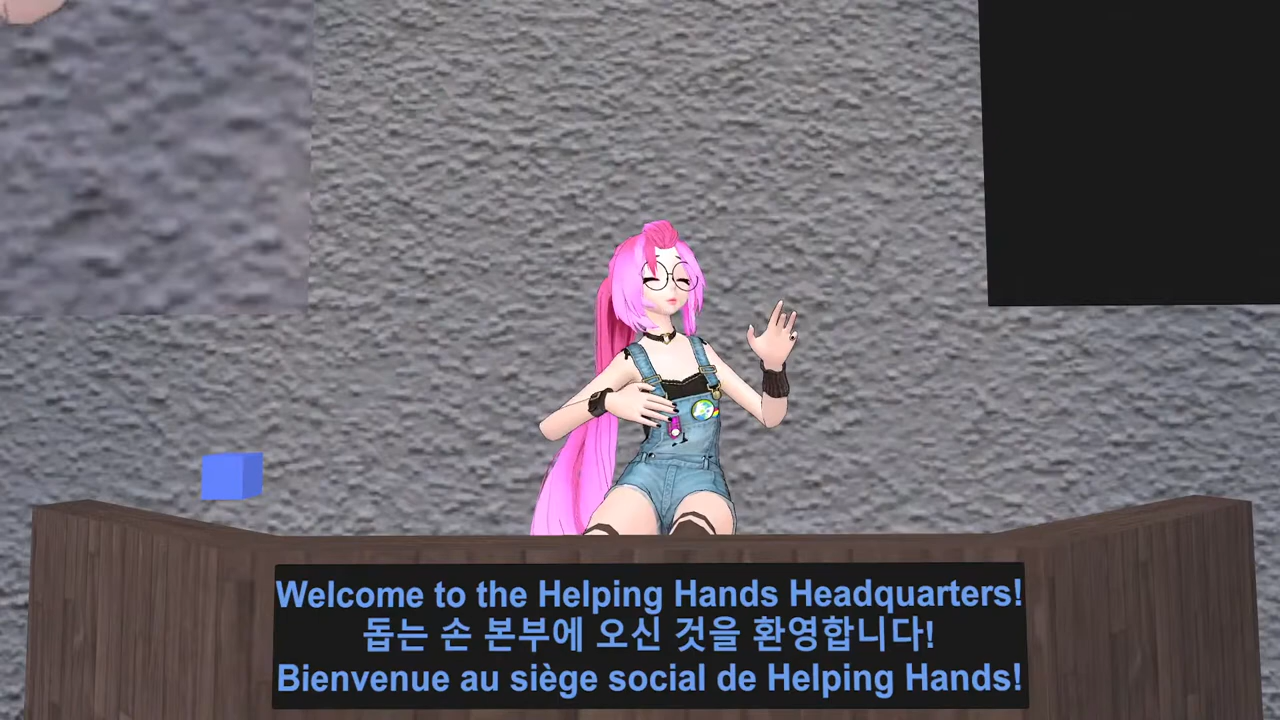 Welcome to the Helping Hands Headquarters!
돕는 손 본부에 오신 것을 환영합니다!
Bienvenue au siège social de Helping Hands!